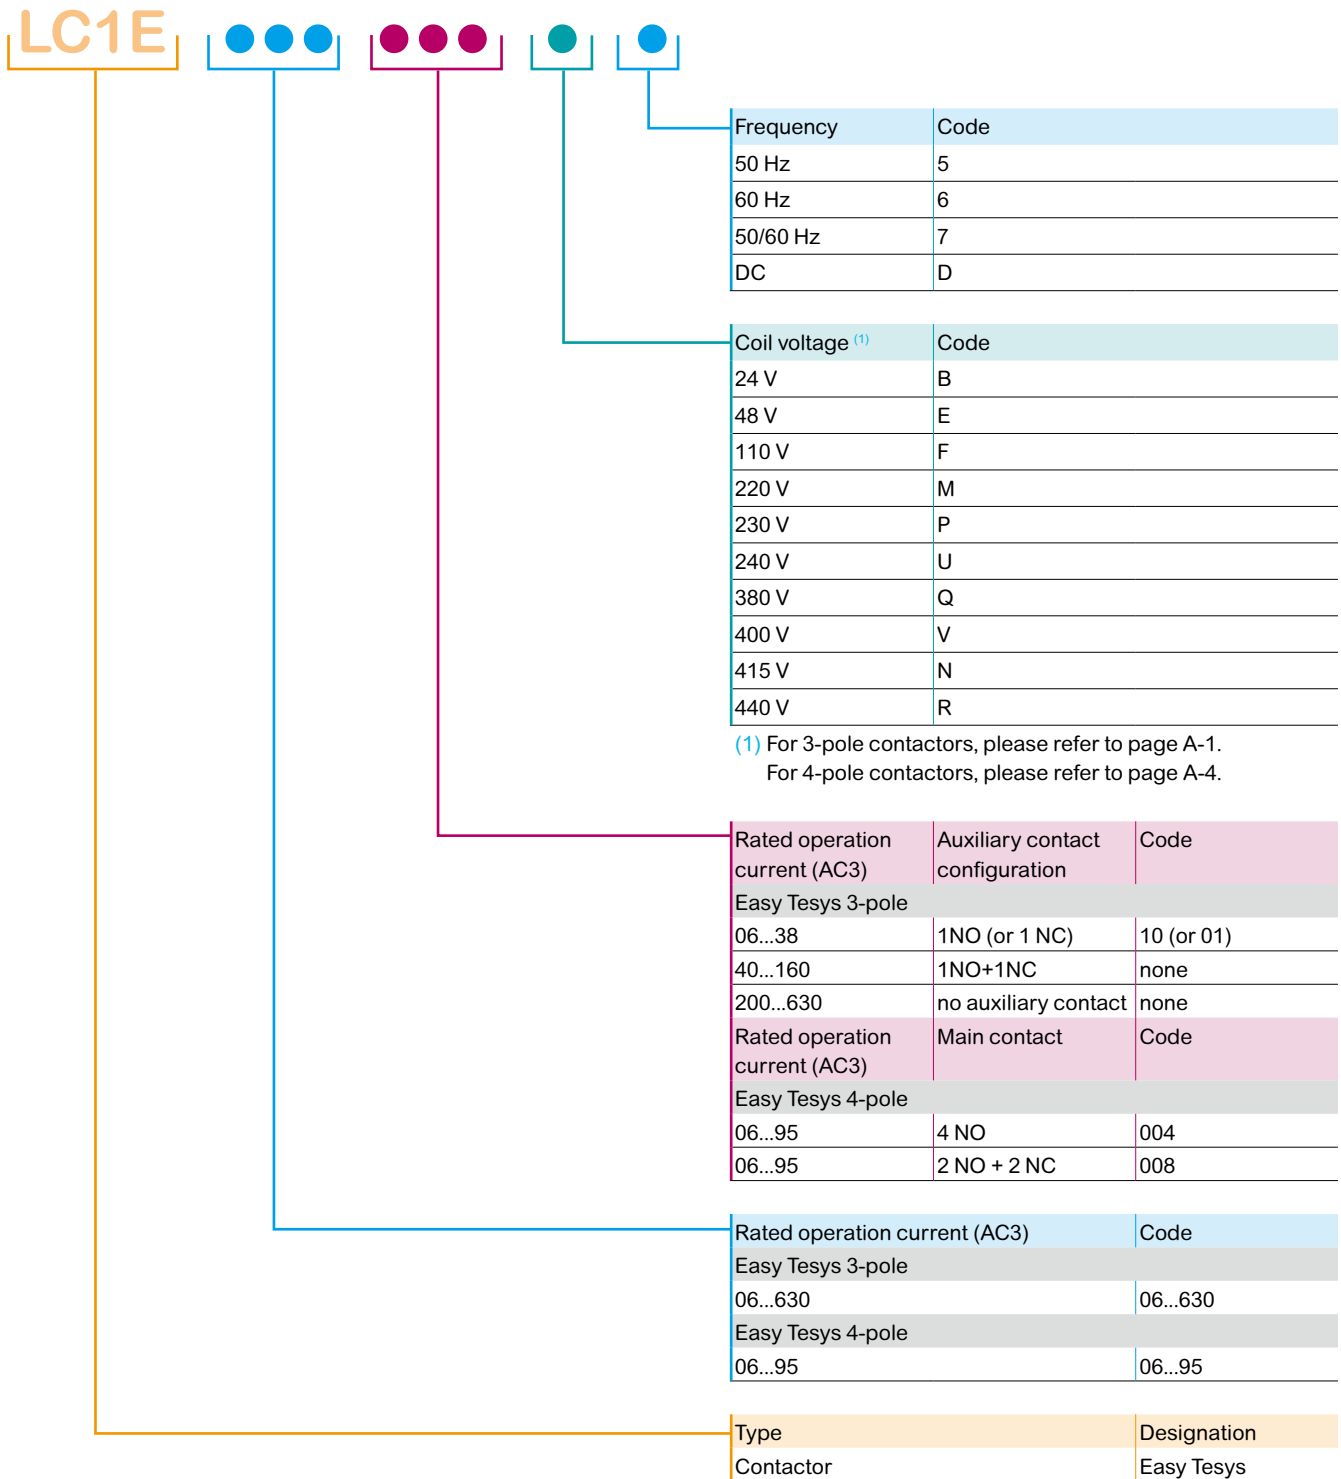 LC1E
Frequency Code
50 Hz 5
60 Hz 6
50/60 Hz 7
DC D
Coil voltage (1) Code
24 V B
48 V E
110 V F
220 V M
230 V P
240 V U
380 V Q
400 V V
415 V N
440 V R
(1) For 3-pole contactors, please refer to page A-1.
For 4-pole contactors, please refer to page A-4.
Rated operation Auxiliary contact Code
current (AC3) configuration
Easy Tesys 3-pole
06...38 1NO (or 1 NC) 10 (or 01)
40...160 1NO+1NC none
200...630 no auxiliary contact none
Rated operation Main contact Code
current (AC3)
Easy Tesys 4-pole
06...95 4 NO 004
06...95 2 NO + 2 NC 008
Rated operation current (AC3) Code
Easy Tesys 3-pole
06...630 06...630
Easy Tesys 4-pole
06...95 06...95
Type Designation
Contactor Easy Tesys